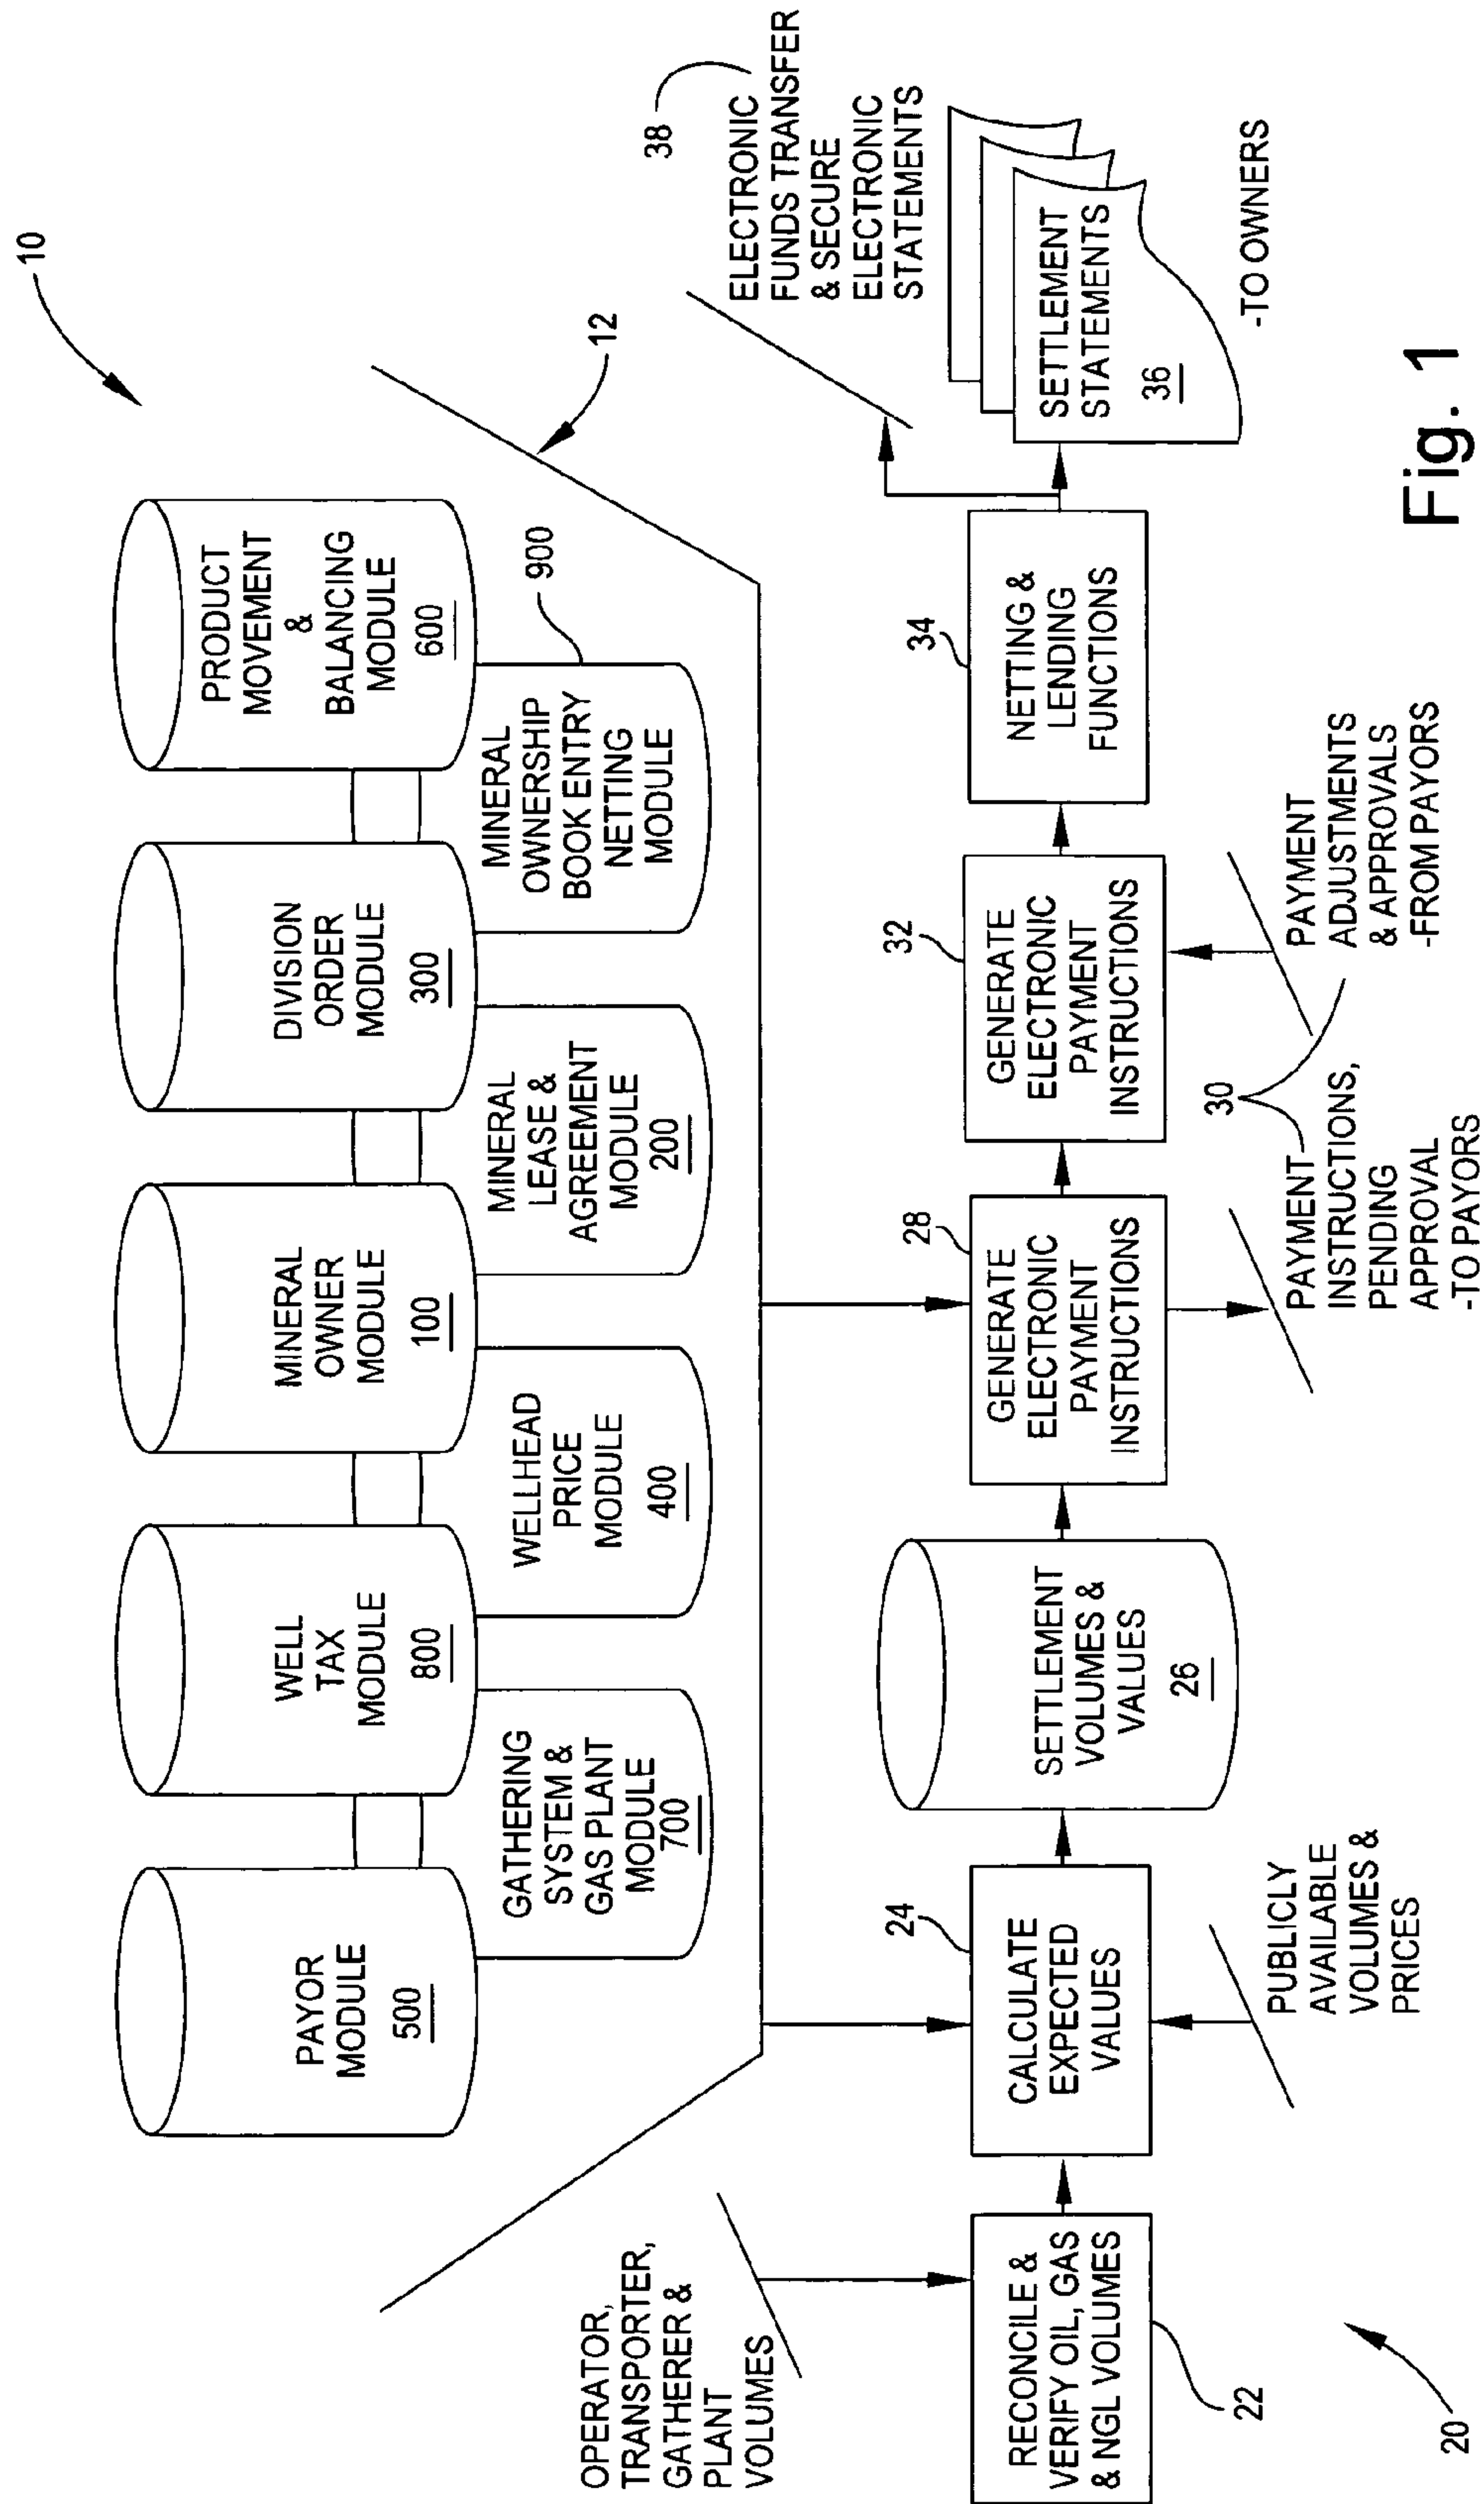 10
PAYOR
MODULE
500
WELL
TAX
MODULE
800
MINERAL
OWNER
MODULE
100
DIVISION
ORDER
MODULE
300
PRODUCT
MOVEMENT
&
BALANCING
MODULE
600
GATHERING
SYSTEM &
GAS PLANT
MODULE
700
WELLHEAD
PRICE
MODULE
400
MINERAL
LEASE &
AGREEMENT
MODULE
200
MINERAL
OWNERSHIP
BOOK ENTRY
NETTING
MODULE
900
12
OPERATOR,
TRANSPORTER,
GATHERER &
PLANT
VOLUMES
RECONCILE &
VERIFY OIL, GAS
& NGL VOLUMES
22
24
CALCULATE
EXPECTED
VALUES
PUBLICLY
AVAILABLE
VOLUMES &
PRICES
SETTLEMENT
VOLUMES &
VALUES
26
28
GENERATE
ELECTRONIC
PAYMENT
INSTRUCTIONS
30
PAYMENT
INSTRUCTIONS,
PENDING
APPROVAL
-TO PAYORS
32
GENERATE
ELECTRONIC
PAYMENT
INSTRUCTIONS
PAYMENT
ADJUSTMENTS
& APPROVALS
-FROM PAYORS
34
NETTING &
LENDING
FUNCTIONS
38
ELECTRONIC
FUNDS TRANSFER
& SECURE
ELECTRONIC
STATEMENTS
SETTLEMENT
STATEMENTS
36
-TO OWNERS
20
Fig. 1